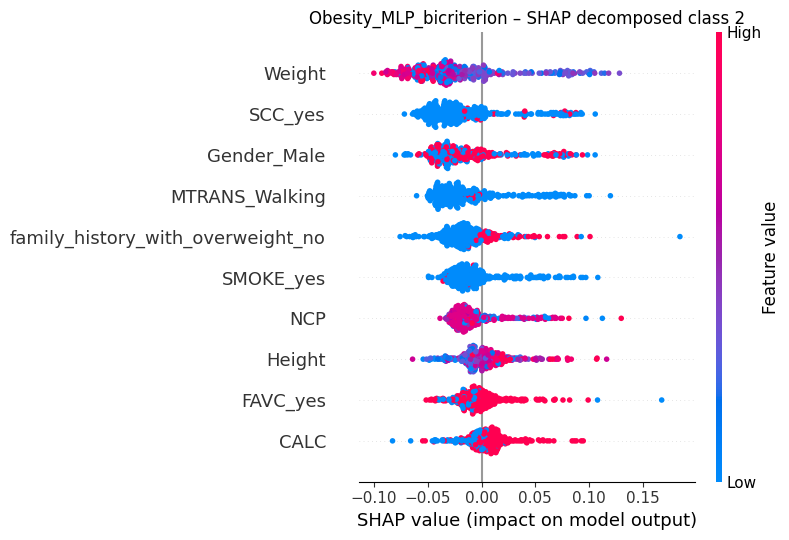 Obesity_MLP_bicriterion – SHAP decomposed class 2
High
Weight
SCC_yes
Gender_Male
MTRANS_Walking
family_history_with_overweight_no
SMOKE_yes
NCP
Height
FAVC_yes
CALC
Feature value
Low
−0.10 −0.05 0.00 0.05 0.10 0.15
SHAP value (impact on model output)